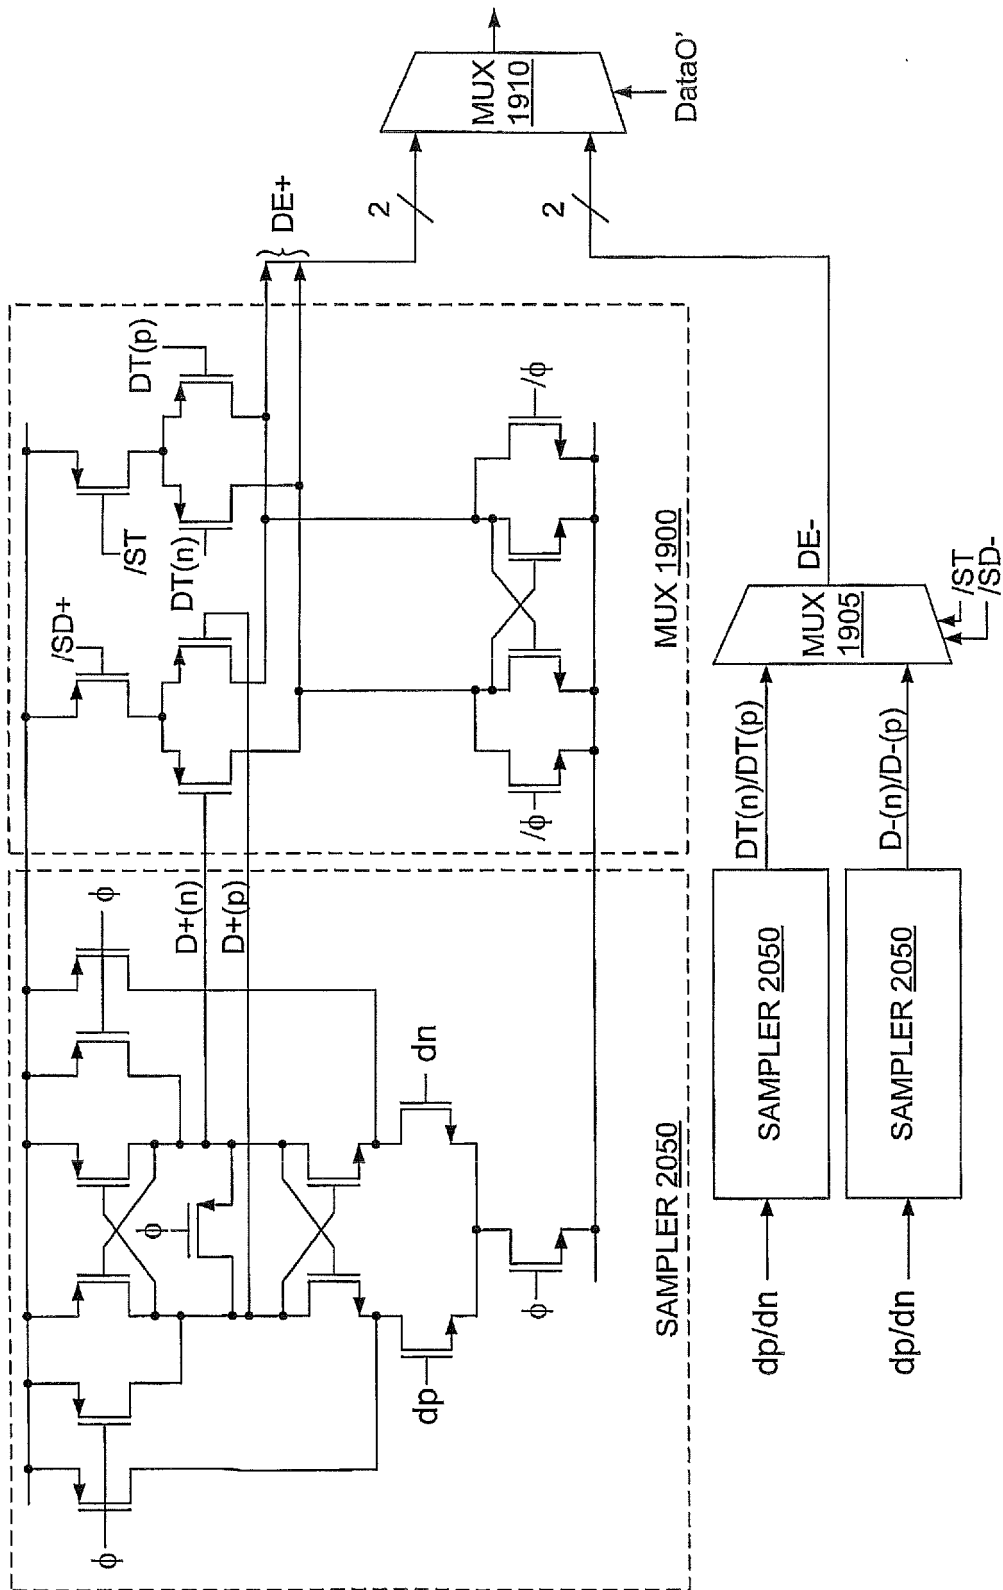 ϕ
ϕ
D+(n)
D+(p)
ϕ
dp
dn
ϕ
SAMPLER 2050
/SD+
/ST
DT(n)
DT(p)
/ϕ
/ϕ
MUX 1900
DE+
2
2
MUX
1910
DataO'
dp/dn
SAMPLER 2050
DT(n)/DT(p)
dp/dn
SAMPLER 2050
D-(n)/D-(p)
MUX
1905
/ST
/SD-
DE-